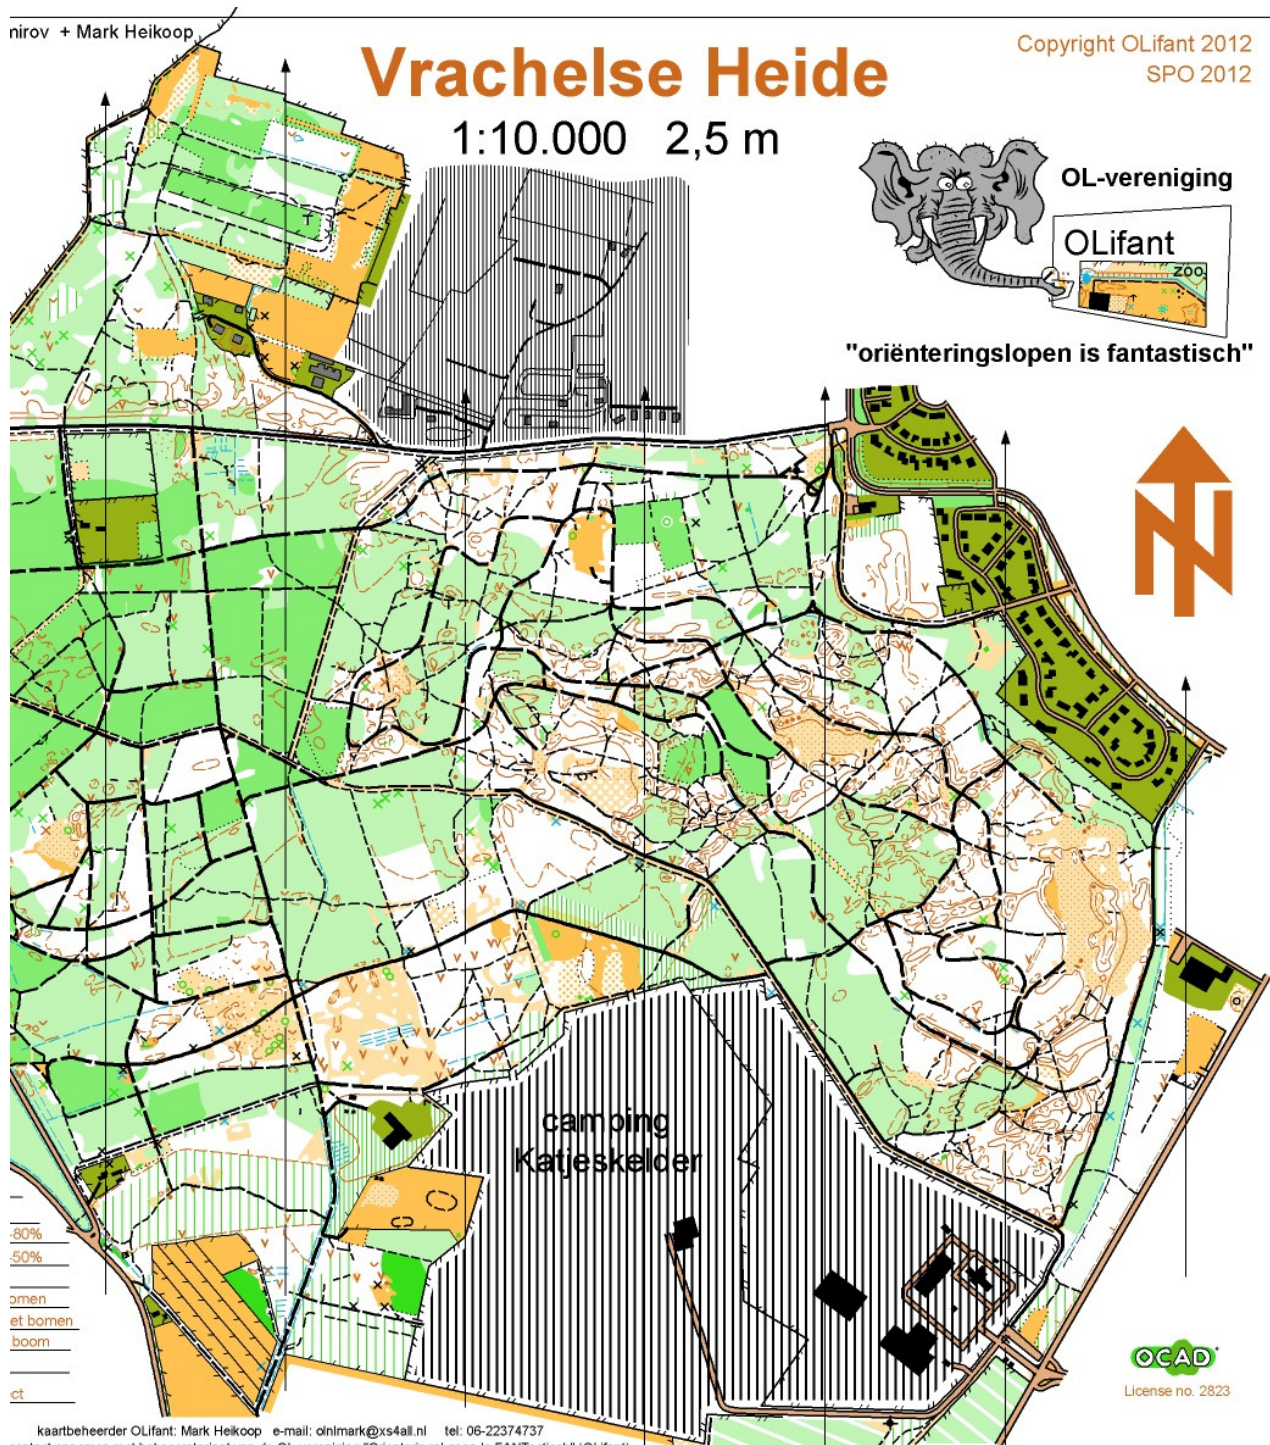 mirov + Mark Heikoop
Vrachelse Heide
1:10.000 2,5 m
Copyright OLifant 2012
SPO 2012
OL-vereniging
OLifant
ZOO
"oriënteringslopen is fantastisch"
N
camping
Katjeskelder
-80%
-50%
omen
et bomen
boom
ct
OCAD
License no. 2823
kaartbeheerder OLifant: Mark Heikoop e-mail: olnlmark@xs4all.nl tel: 06-22374737